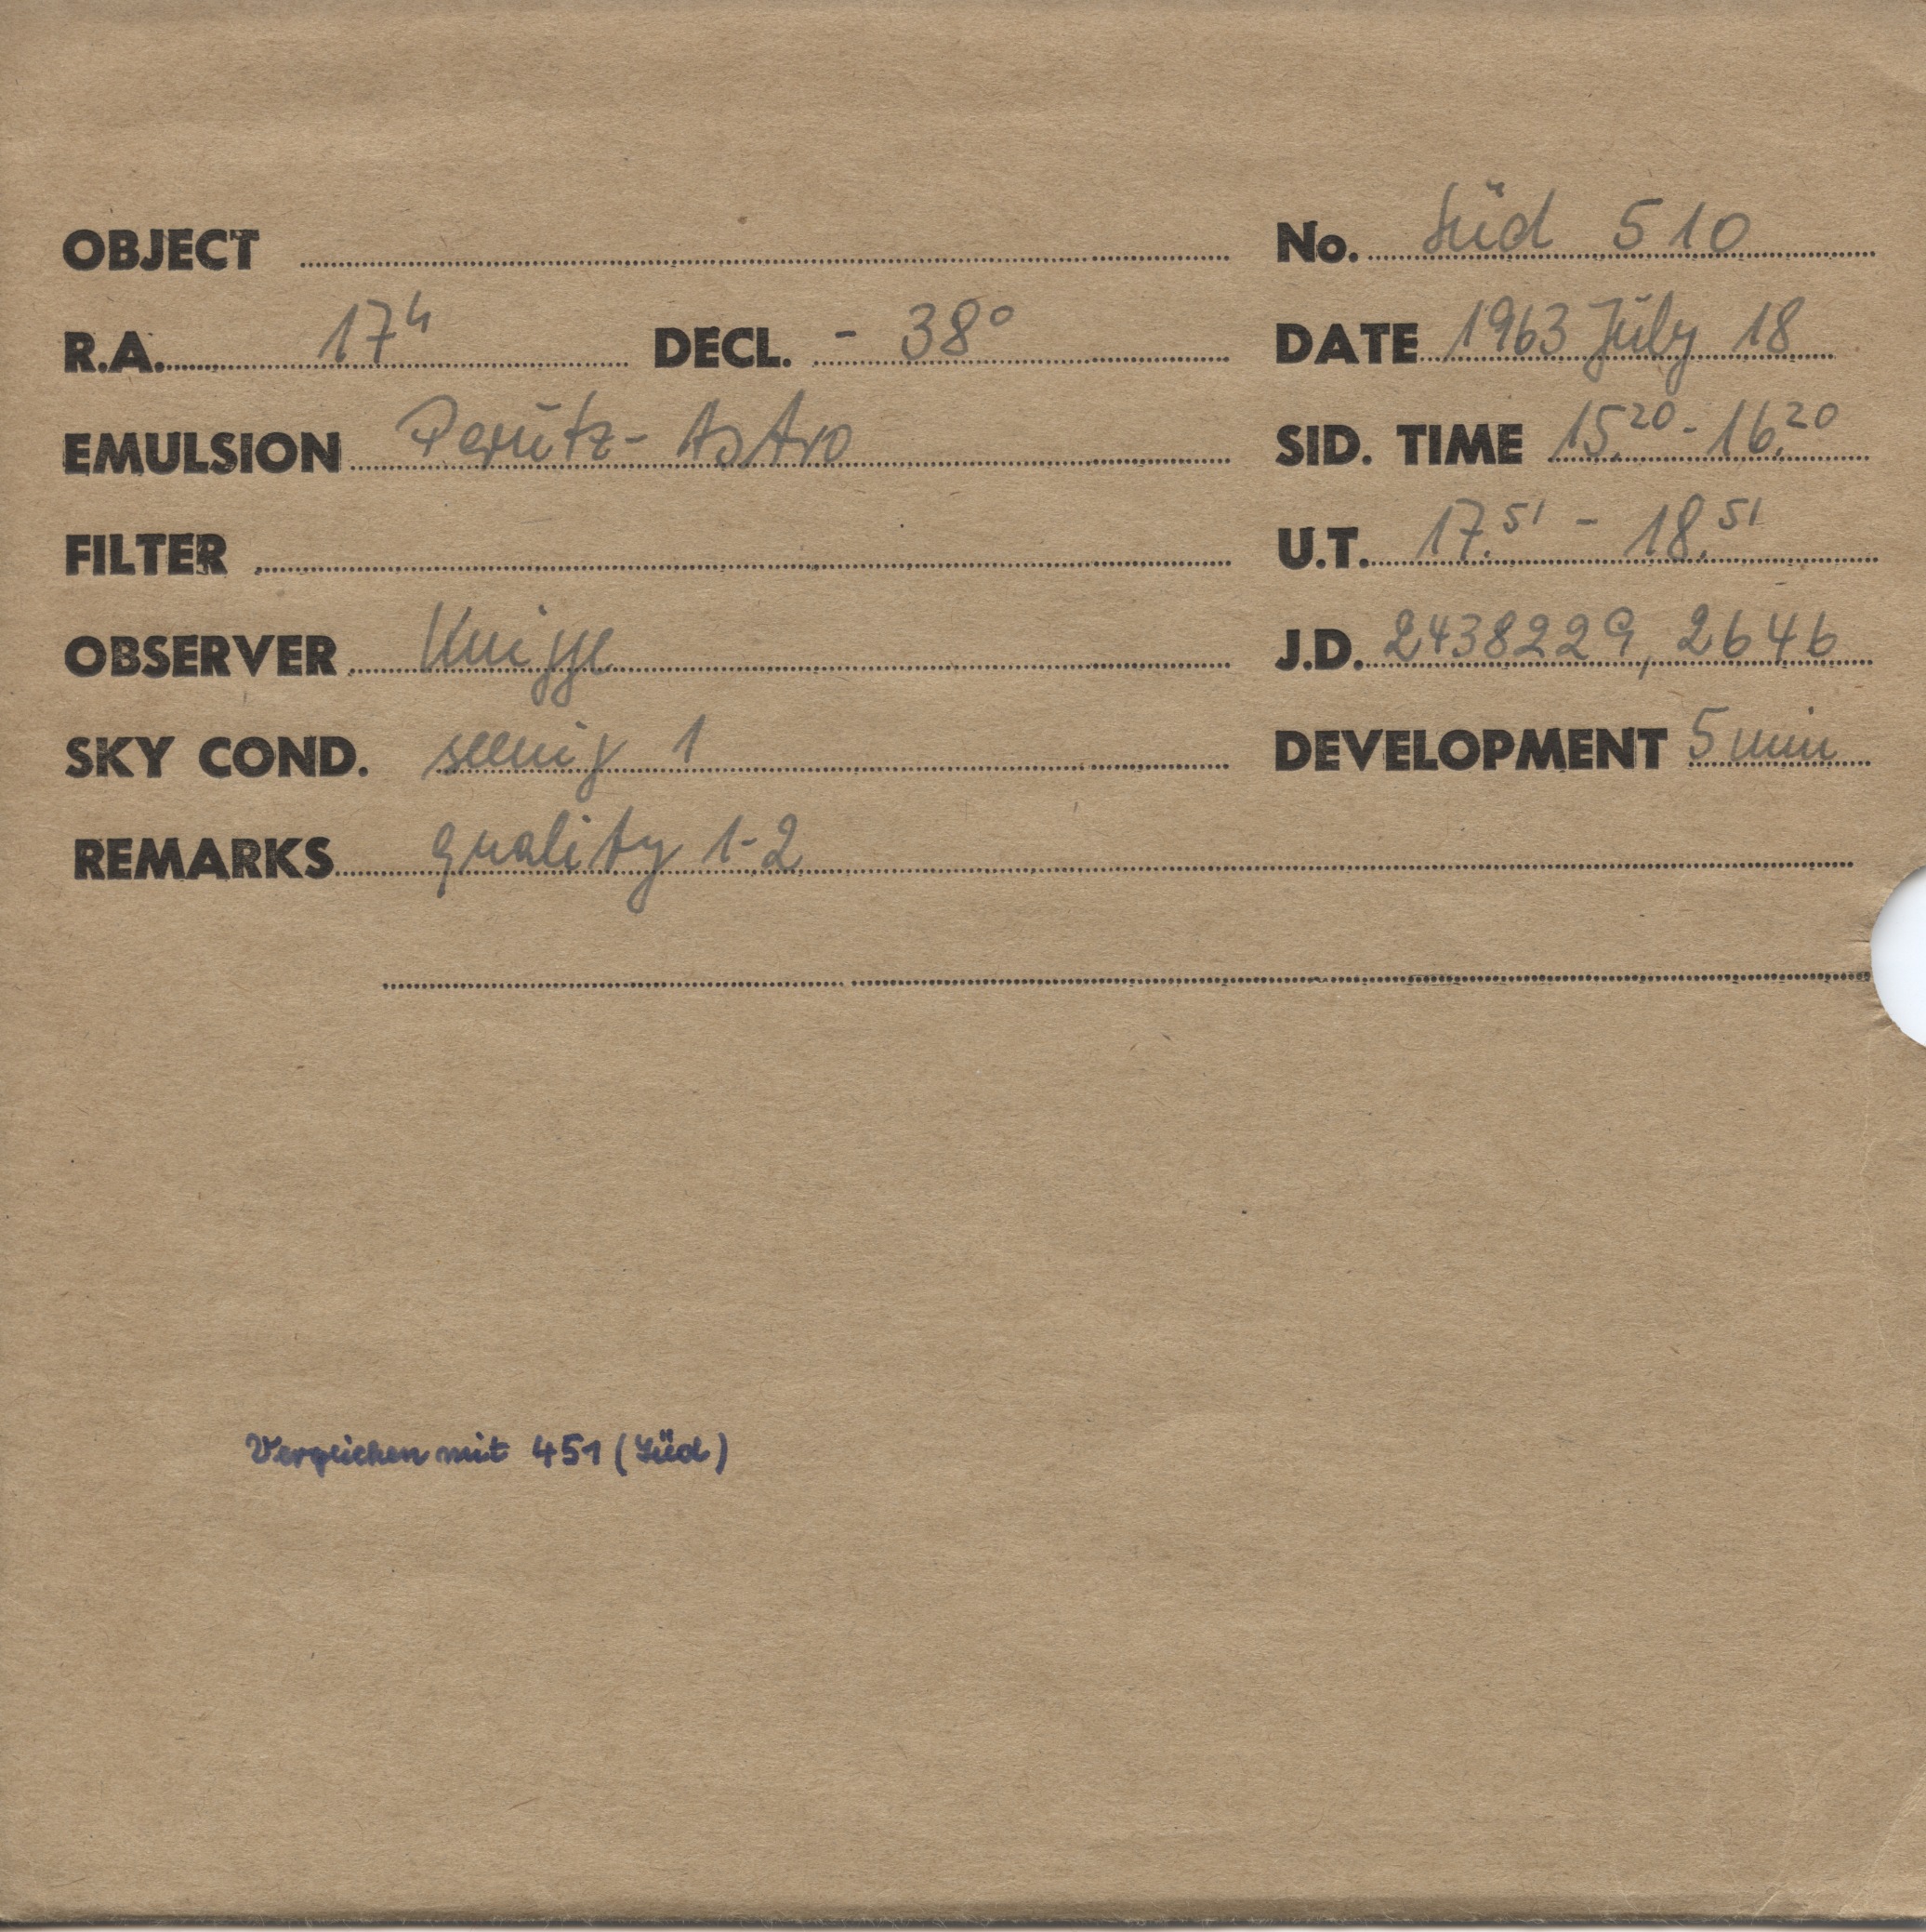 OBJECT No. Süd 510
R.A. 17h DECL. - 38° DATE 1963 July 18
EMULSION Perutz-Astro SID. TIME 15.20 - 16.20
FILTER U.T. 17.51 - 18.51
OBSERVER Knigge J.D. 2438229,2646
SKY COND. seeing 1 DEVELOPMENT 5 min
REMARKS quality 1-2
Vergleichen mit 451 (Süd)